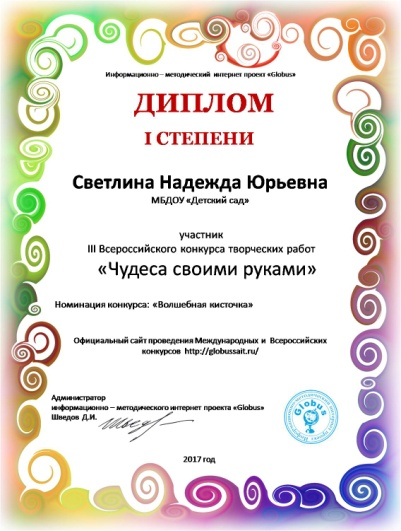 Информационно – методический интернет проект «Globus»
ДИПЛОМ
I СТЕПЕНИ
Светлина Надежда Юрьевна
МБДОУ «Детский сад»
участник
III Всероссийского конкурса творческих работ
«Чудеса своими руками»
Номинация конкурса: «Волшебная кисточка»
Официальный сайт проведения Международных и Всероссийских
конкурсов http://globussait.ru/
Администратор
информационно – методического интернет проекта «Globus»
Шведов Д.И.
Globus
2017 год